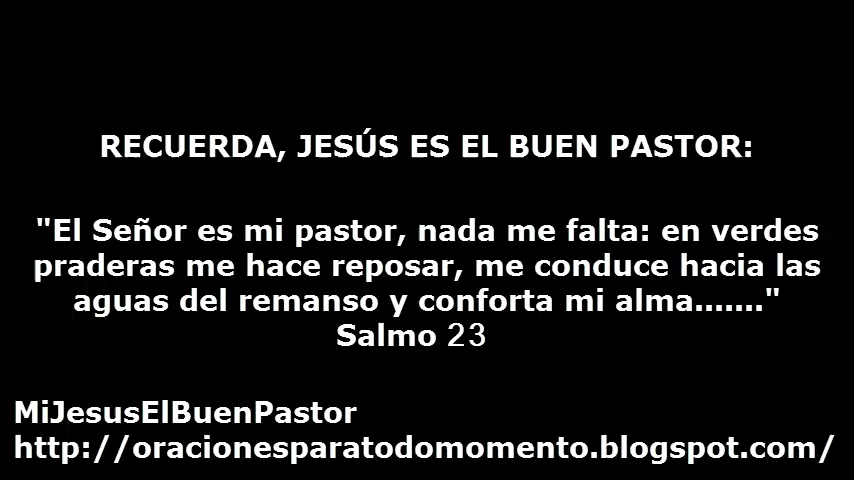 RECUERDA, JESÚS ES EL BUEN PASTOR:
"El Señor es mi pastor, nada me falta: en verdes
praderas me hace reposar, me conduce hacia las
aguas del remanso y conforta mi alma......."
Salmo 23
MiJesusElBuenPastor
http://oracionesparatodomomento.blogspot.com/